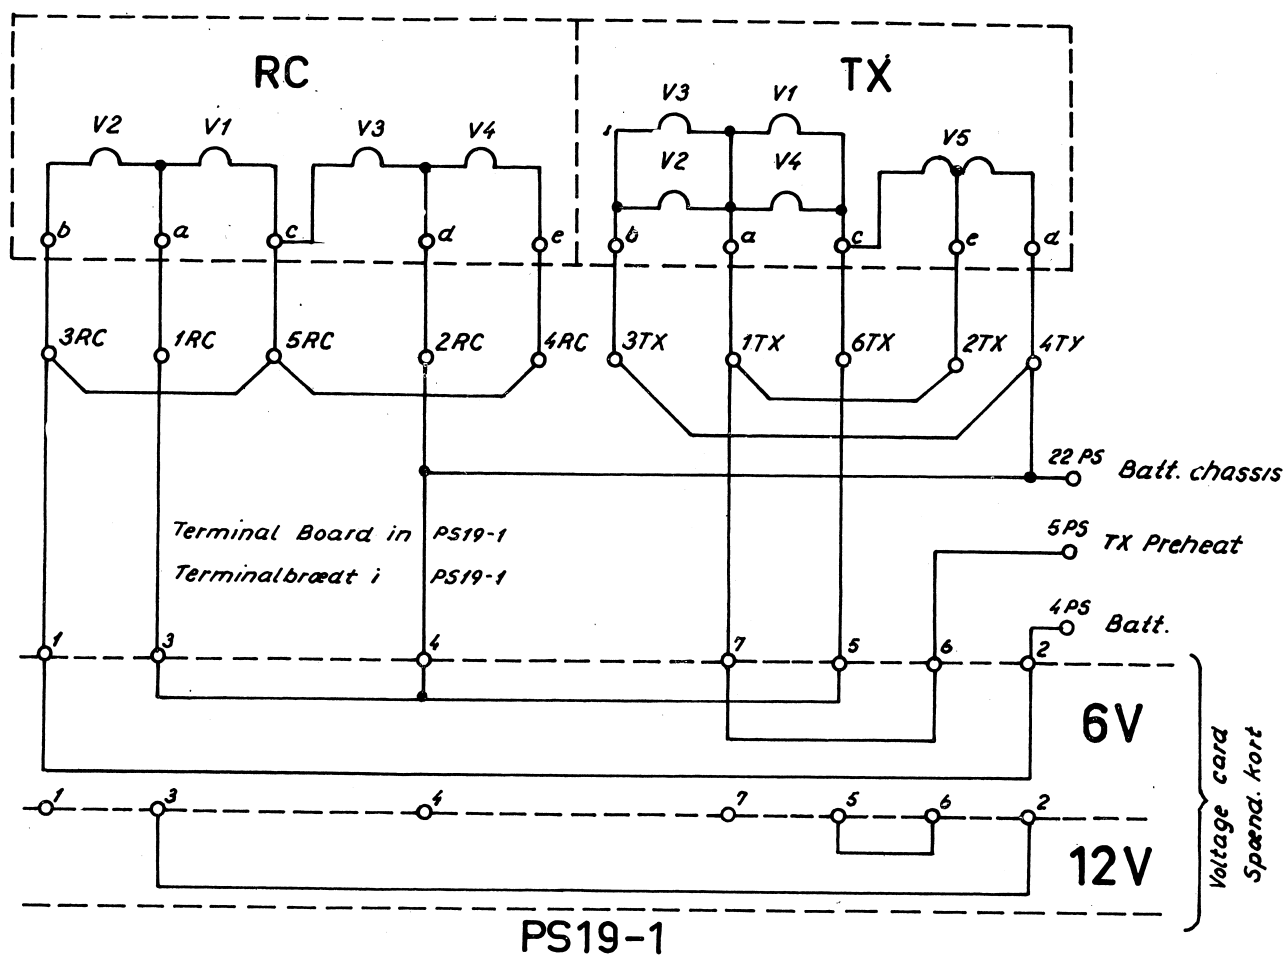 RC
TX
V2
V1
V3
V4
V3
V1
V2
V4
V5
b
a
c
d
e
b
a
c
e
d
3RC
1RC
5RC
2RC
4RC
3TX
1TX
6TX
2TX
4TY
22 PS Batt. chassis
5PS TX Preheat
4PS Batt.
Terminal Board in PS19-1
Terminalbrædt i PS19-1
1
3
4
7
5
6
2
6V
1
3
4
7
5
6
2
12V
Voltage card
Spænd. kort
PS19-1